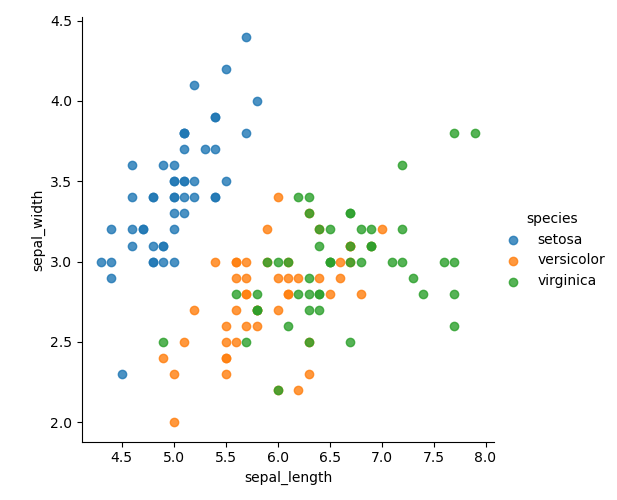 4.5
4.0
3.5
3.0
2.5
2.0
sepal_width
4.5 5.0 5.5 6.0 6.5 7.0 7.5 8.0
sepal_length
species
setosa
versicolor
virginica